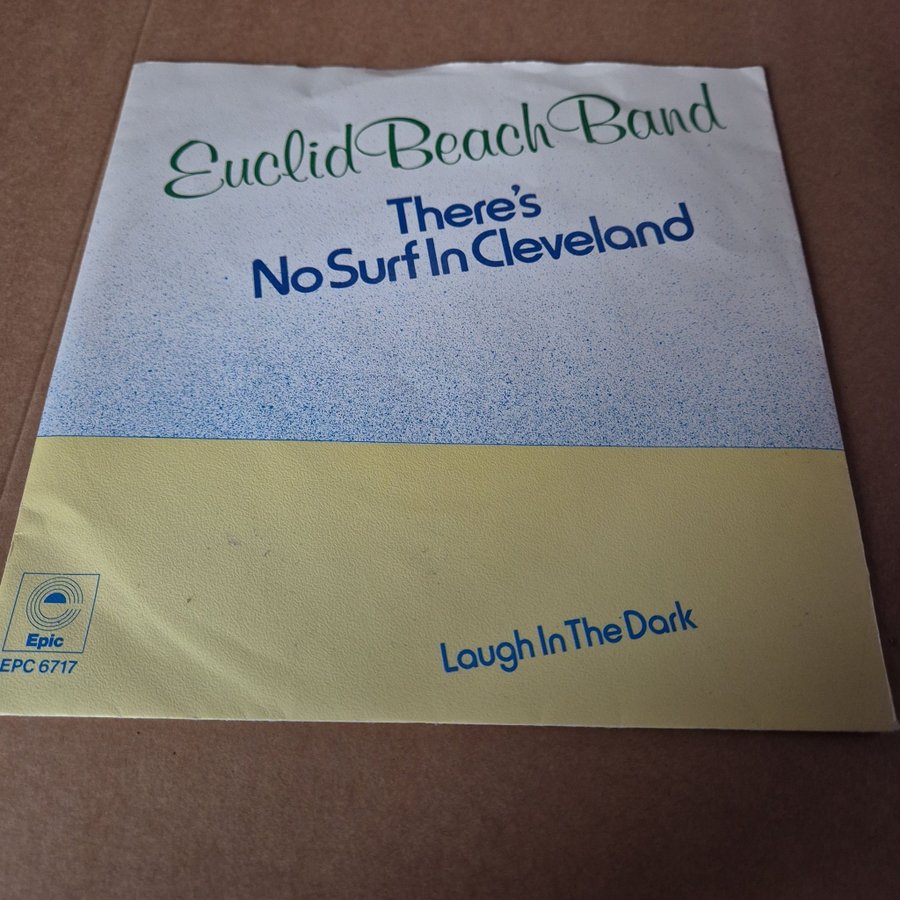 Euclid Beach Band
There's
No Surf In Cleveland
Laugh In The Dark
Epic
EPC 6717